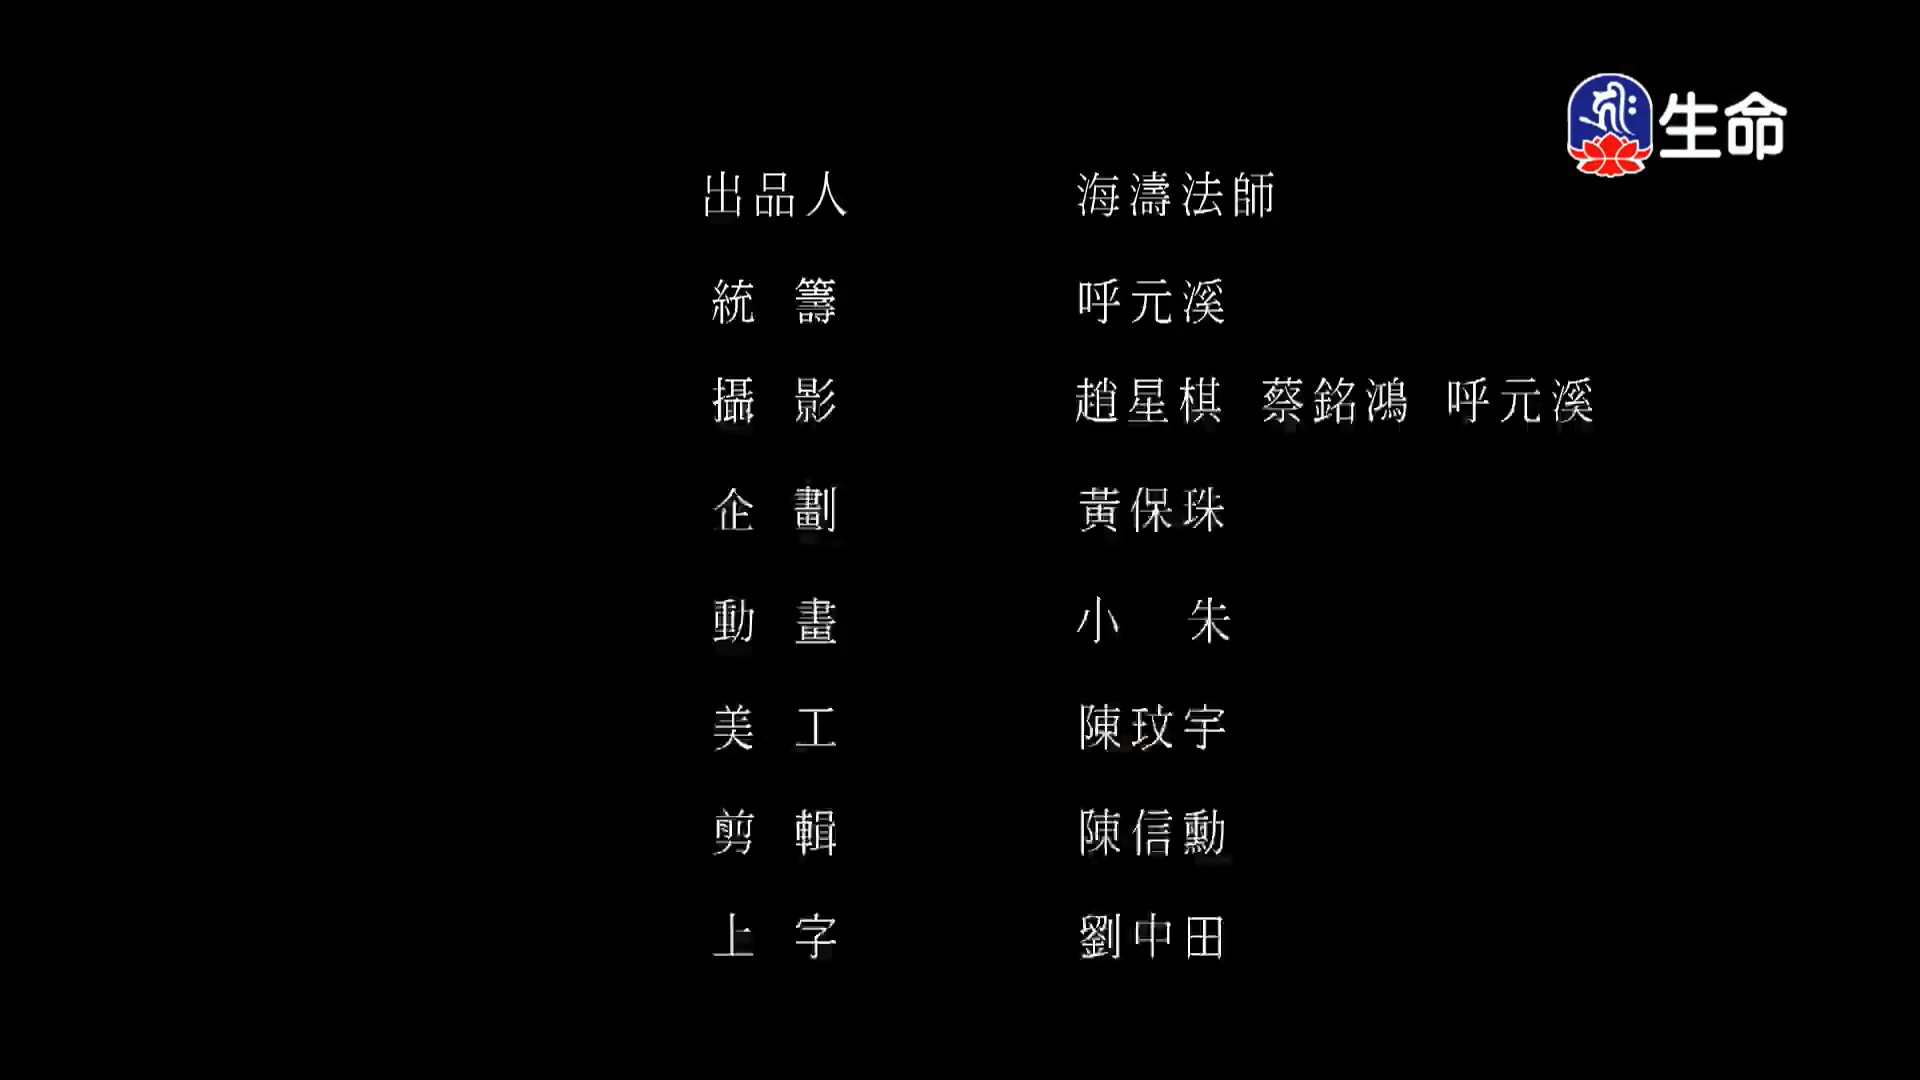 生命
出品人 海濤法師
統 籌 呼元溪
攝 影 趙星棋 蔡銘鴻 呼元溪
企 劃 黃保珠
動 畫 小 朱
美 工 陳玟宇
剪 輯 陳信勳
上 字 劉中田